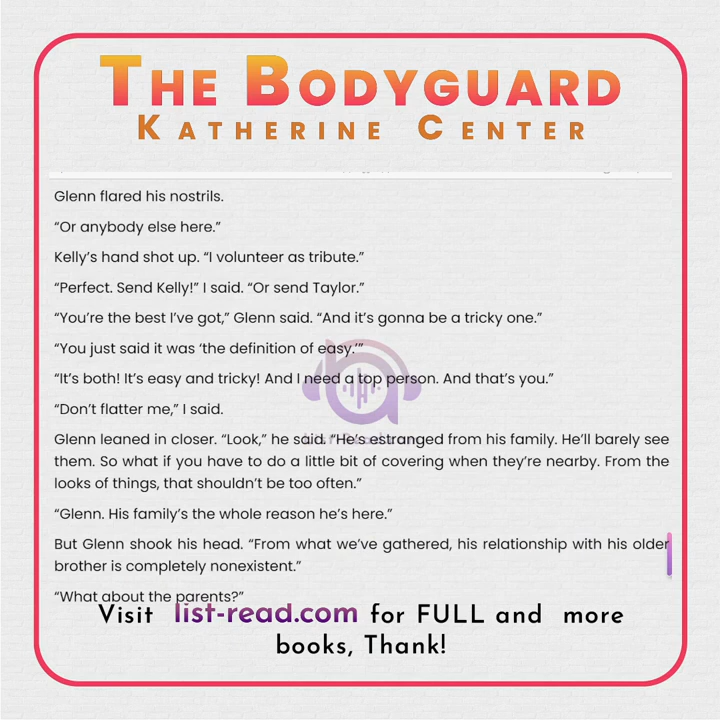 THE BODYGUARD
KATHERINE CENTER
Glenn flared his nostrils.
“Or anybody else here.”
Kelly’s hand shot up. “I volunteer as tribute.”
“Perfect. Send Kelly!” I said. “Or send Taylor.”
“You’re the best I’ve got,” Glenn said. “And it’s gonna be a tricky one.”
“You just said it was ‘the definition of easy.’”
“It’s both! It’s easy and tricky! And I need a top person. And that’s you.”
“Don’t flatter me,” I said.
Glenn leaned in closer. “Look,” he said. “He’s estranged from his family. He’ll barely see
them. So what if you have to do a little bit of covering when they’re nearby. From the
looks of things, that shouldn’t be too often.”
“Glenn. His family’s the whole reason he’s here.”
But Glenn shook his head. “From what we’ve gathered, his relationship with his older
brother is completely nonexistent.”
“What about the parents?”
Visit list-read.com for FULL and more
books, Thank!